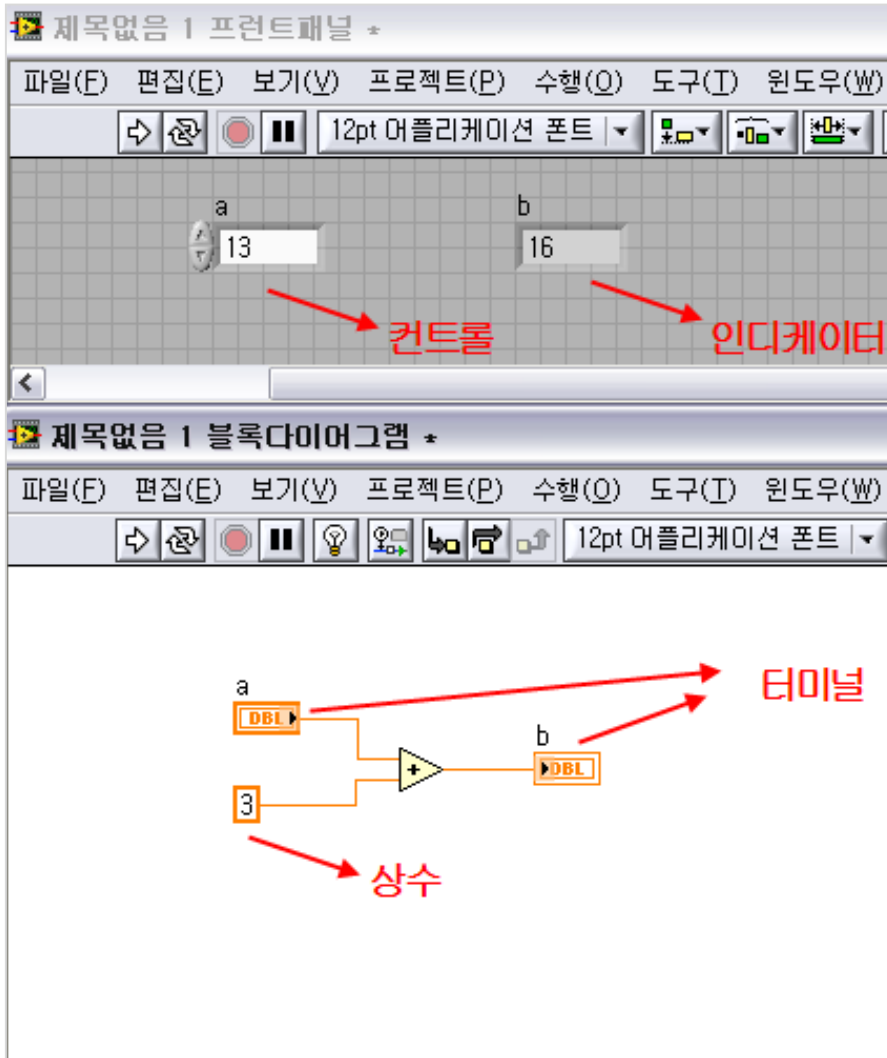 제목없음 1 프런트패널 *
파일(F) 편집(E) 보기(V) 프로젝트(P) 수행(O) 도구(T) 윈도우(W)
12pt 어플리케이션 폰트
a b
13 16
컨트롤 인디케이터
제목없음 1 블록다이어그램 *
파일(F) 편집(E) 보기(V) 프로젝트(P) 수행(O) 도구(T) 윈도우(W)
12pt 어플리케이션 폰트
터미널
a
DBL
b
+ DBL
3
상수